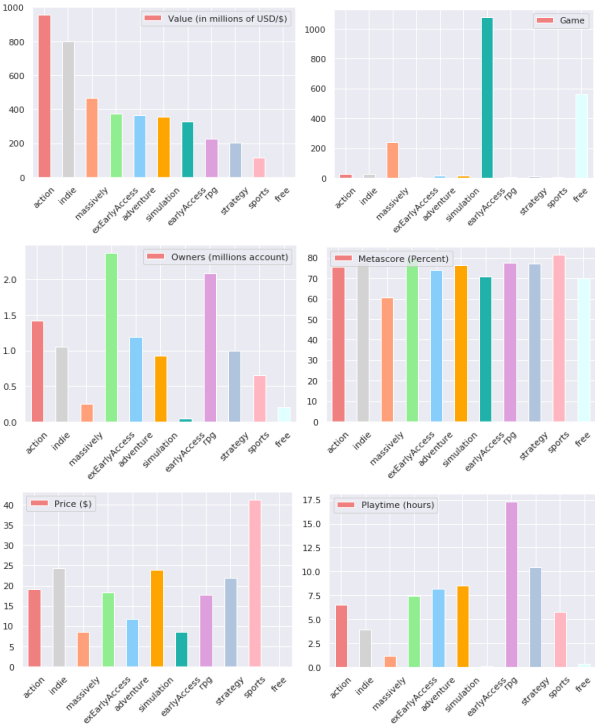 Value (in millions of USD/$)
1000
800
600
400
200
0
action
indie
massively
exEarlyAccess
adventure
simulation
earlyAccess
rpg
strategy
sports
free
Game
1000
800
600
400
200
0
action
indie
massively
exEarlyAccess
adventure
simulation
earlyAccess
rpg
strategy
sports
free
Owners (millions account)
2.0
1.5
1.0
0.5
0.0
action
indie
massively
exEarlyAccess
adventure
simulation
earlyAccess
rpg
strategy
sports
free
Metascore (Percent)
80
70
60
50
40
30
20
10
0
action
indie
massively
exEarlyAccess
adventure
simulation
earlyAccess
rpg
strategy
sports
free
Price ($)
40
35
30
25
20
15
10
5
0
action
indie
massively
exEarlyAccess
adventure
simulation
earlyAccess
rpg
strategy
sports
free
Playtime (hours)
17.5
15.0
12.5
10.0
7.5
5.0
2.5
0.0
action
indie
massively
exEarlyAccess
adventure
simulation
earlyAccess
rpg
strategy
sports
free